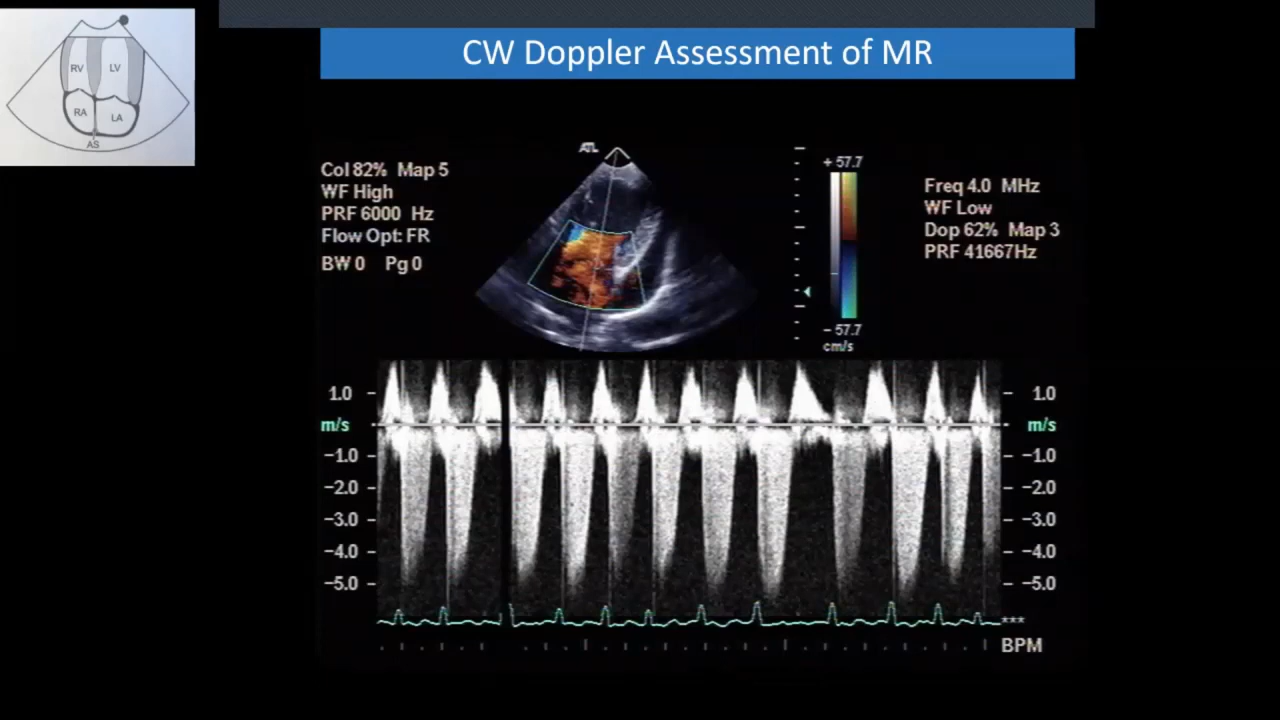 CW Doppler Assessment of MR
RV LV
RA LA
AS
ATL
Col 82% Map 5
WF High
PRF 6000 Hz
Flow Opt: FR
BW 0 Pg 0
+ 57.7
- 57.7
cm/s
Freq 4.0 MHz
WF Low
Dop 62% Map 3
PRF 41667Hz
1.0
m/s
-1.0
-2.0
-3.0
-4.0
-5.0
1.0
m/s
-1.0
-2.0
-3.0
-4.0
-5.0
***
BPM